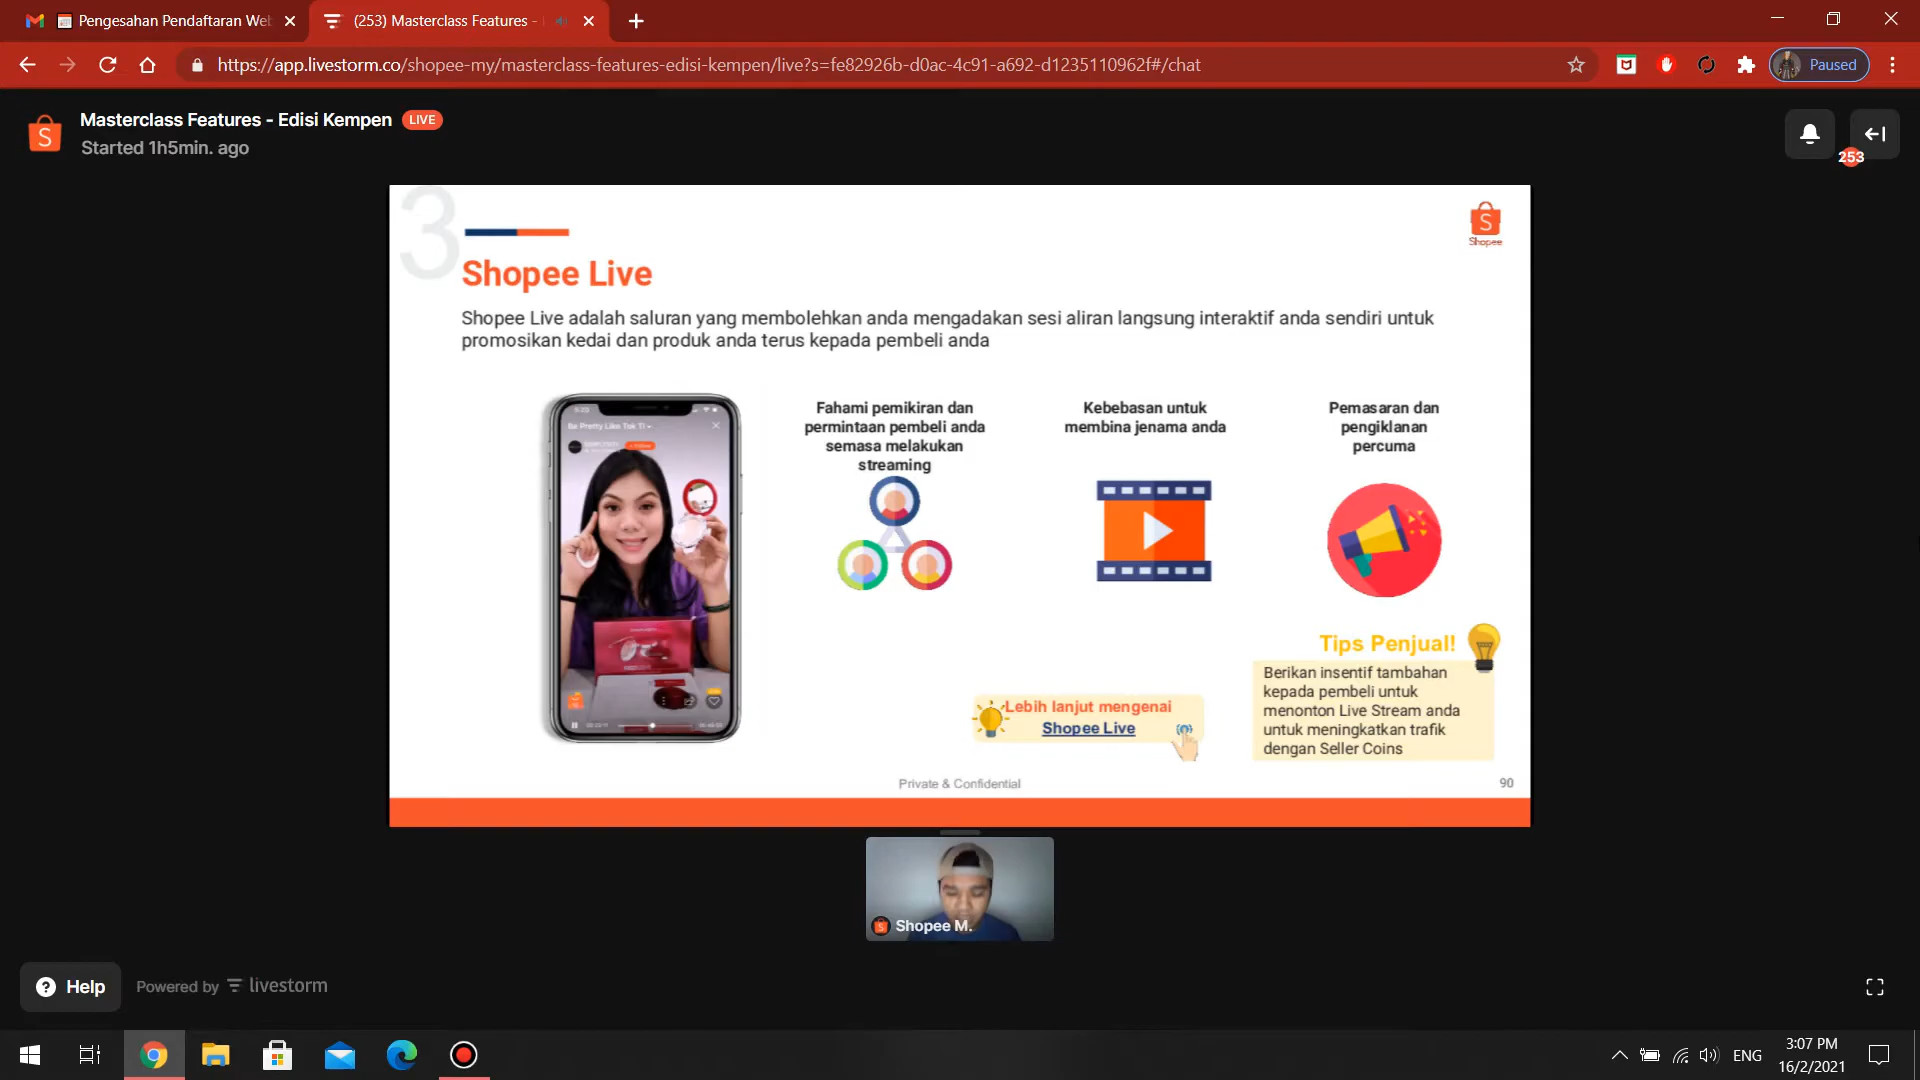 Pengesahan Pendaftaran Web
(253) Masterclass Features -
https://app.livestorm.co/shopee-my/masterclass-features-edisi-kempen/live?s=fe82926b-d0ac-4c91-a692-d1235110962f#/chat
Paused
Masterclass Features - Edisi Kempen
LIVE
Started 1h5min. ago
253
3
Shopee
Shopee Live
Shopee Live adalah saluran yang membolehkan anda mengadakan sesi aliran langsung interaktif anda sendiri untuk
promosikan kedai dan produk anda terus kepada pembeli anda
Be Pretty Like Tok Ti
Fahami pemikiran dan
permintaan pembeli anda
semasa melakukan
streaming
Kebebasan untuk
membina jenama anda
Pemasaran dan
pengiklanan
percuma
Tips Penjual!
Berikan insentif tambahan
kepada pembeli untuk
menonton Live Stream anda
untuk meningkatkan trafik
dengan Seller Coins
Lebih lanjut mengenai
Shopee Live
Private & Confidential
90
Shopee M.
Help
Powered by livestorm
ENG
3:07 PM
16/2/2021